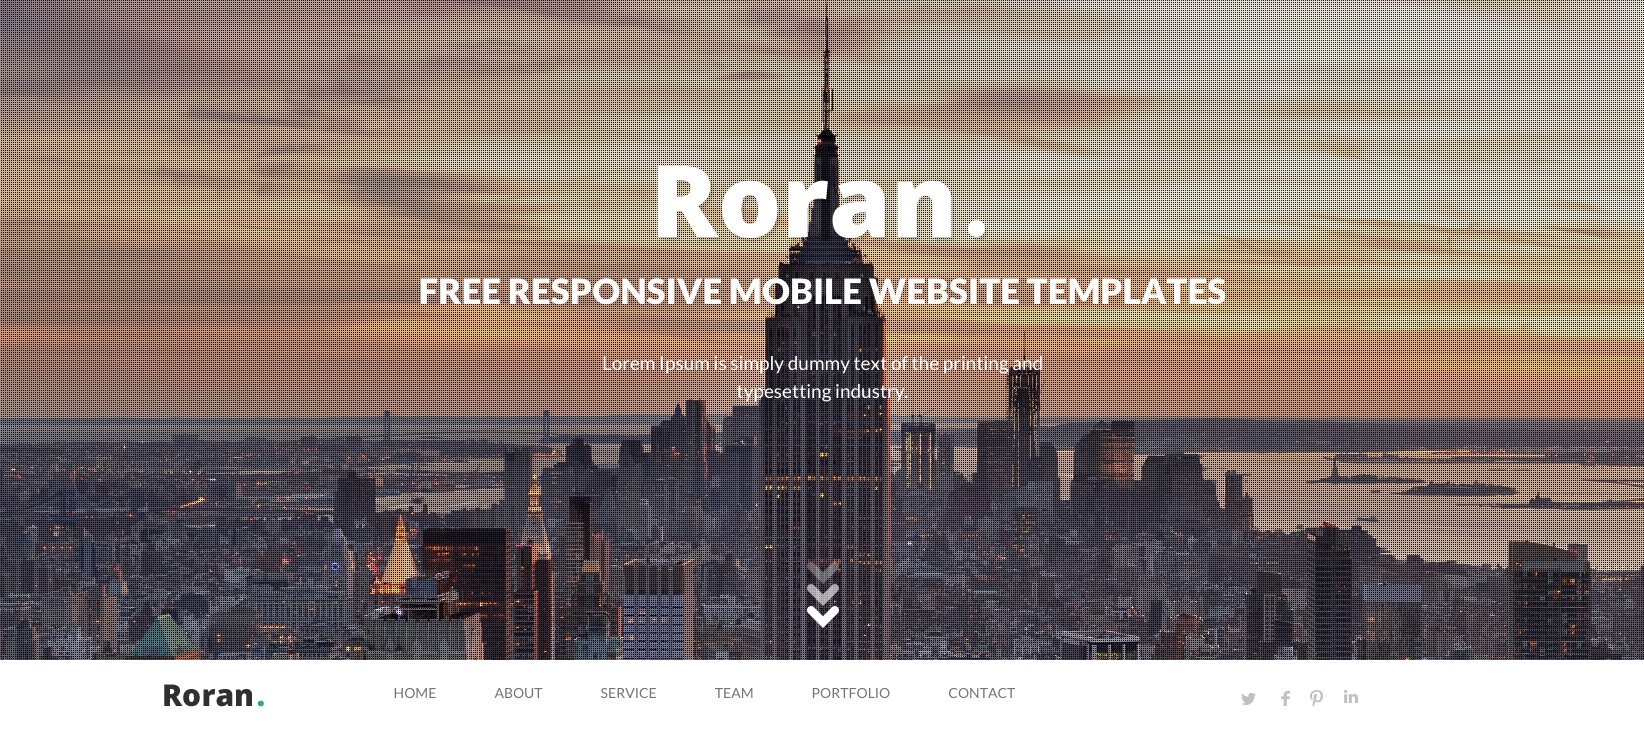 Roran.
FREE RESPONSIVE MOBILE WEBSITE TEMPLATES
Lorem Ipsum is simply dummy text of the printing and
typesetting industry.
Roran.
HOME ABOUT SERVICE TEAM PORTFOLIO CONTACT